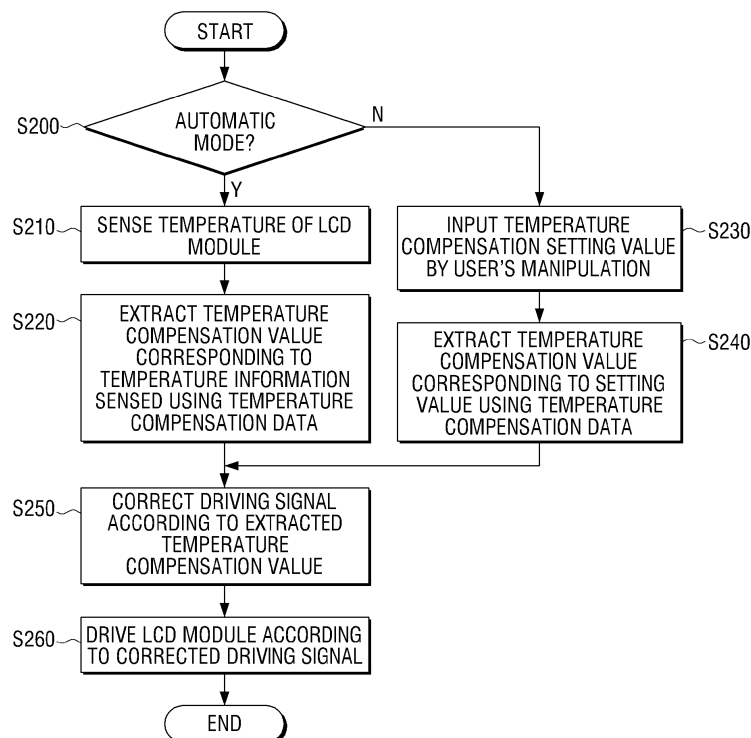 START
S200
AUTOMATIC
MODE?
N
Y
S210
SENSE TEMPERATURE OF LCD
MODULE
S220
EXTRACT TEMPERATURE
COMPENSATION VALUE
CORRESPONDING TO
TEMPERATURE INFORMATION
SENSED USING TEMPERATURE
COMPENSATION DATA
INPUT TEMPERATURE
COMPENSATION SETTING VALUE
BY USER'S MANIPULATION
S230
EXTRACT TEMPERATURE
COMPENSATION VALUE
CORRESPONDING TO SETTING
VALUE USING TEMPERATURE
COMPENSATION DATA
S240
S250
CORRECT DRIVING SIGNAL
ACCORDING TO EXTRACTED
TEMPERATURE
COMPENSATION VALUE
S260
DRIVE LCD MODULE ACCORDING
TO CORRECTED DRIVING SIGNAL
END